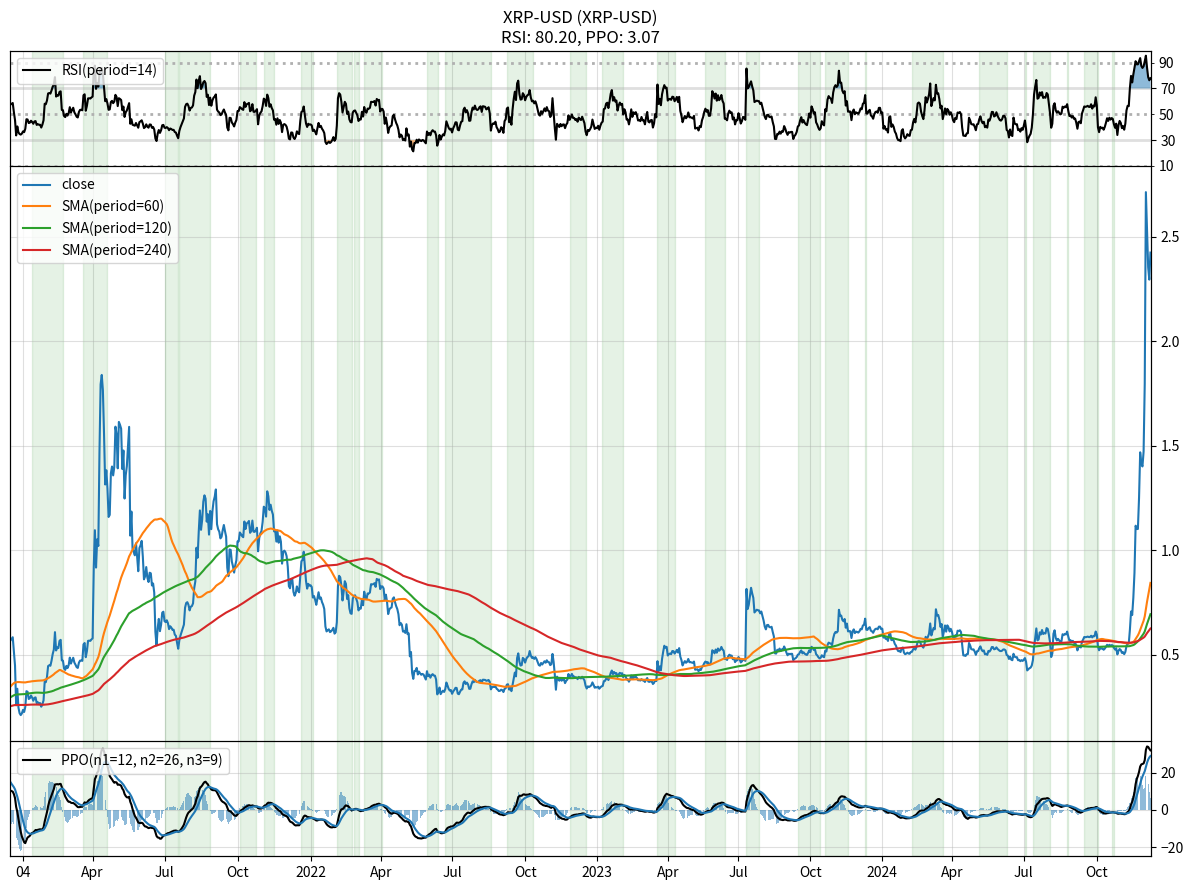 XRP-USD (XRP-USD)
RSI: 80.20, PPO: 3.07
RSI(period=14)
90
70
50
30
10
close
SMA(period=60)
SMA(period=120)
SMA(period=240)
2.5
2.0
1.5
1.0
0.5
PPO(n1=12, n2=26, n3=9)
20
0
−20
04 Apr Jul Oct 2022 Apr Jul Oct 2023 Apr Jul Oct 2024 Apr Jul Oct